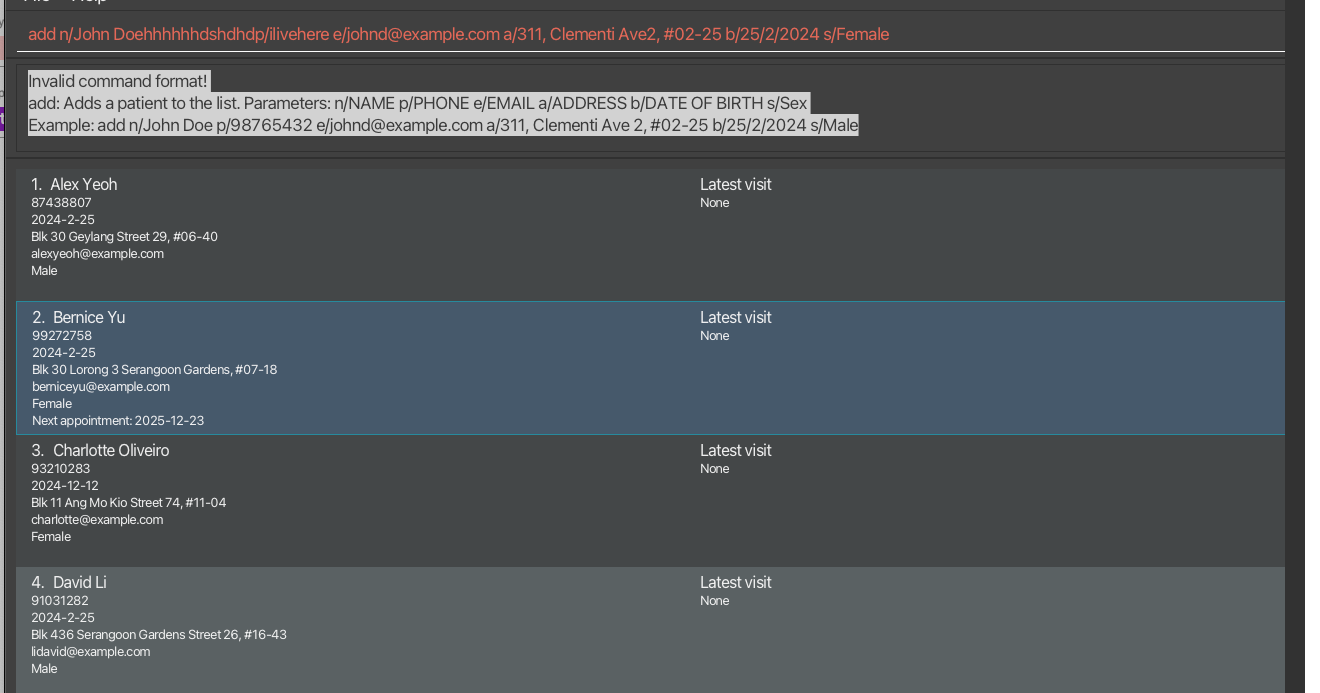 add n/John Doehhhhhhdshdhdp/ilivehere e/johnd@example.com a/311, Clementi Ave2, #02-25 b/25/2/2024 s/Female
Invalid command format!
add: Adds a patient to the list. Parameters: n/NAME p/PHONE e/EMAIL a/ADDRESS b/DATE OF BIRTH s/Sex
Example: add n/John Doe p/98765432 e/johnd@example.com a/311, Clementi Ave 2, #02-25 b/25/2/2024 s/Male
1. Alex Yeoh
87438807
2024-2-25
Blk 30 Geylang Street 29, #06-40
alexyeoh@example.com
Male
Latest visit
None
2. Bernice Yu
99272758
2024-2-25
Blk 30 Lorong 3 Serangoon Gardens, #07-18
berniceyu@example.com
Female
Next appointment: 2025-12-23
Latest visit
None
3. Charlotte Oliveiro
93210283
2024-12-12
Blk 11 Ang Mo Kio Street 74, #11-04
charlotte@example.com
Female
Latest visit
None
4. David Li
91031282
2024-2-25
Blk 436 Serangoon Gardens Street 26, #16-43
lidavid@example.com
Male
Latest visit
None